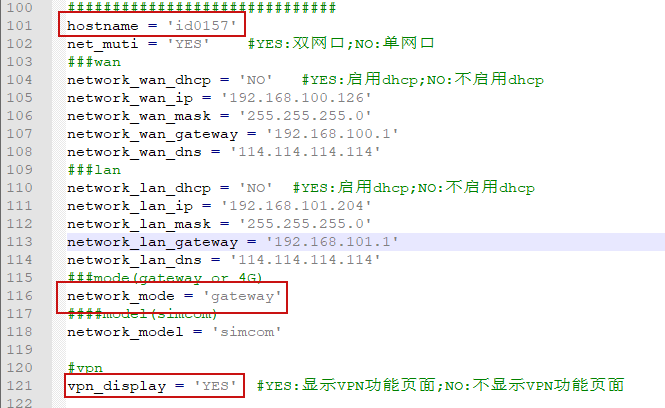 100 ##############################
101 hostname = 'id0157'
102 net_muti = 'YES' #YES:双网口;NO:单网口
103 ###wan
104 network_wan_dhcp = 'NO' #YES:启用dhcp;NO:不启用dhcp
105 network_wan_ip = '192.168.100.126'
106 network_wan_mask = '255.255.255.0'
107 network_wan_gateway = '192.168.100.1'
108 network_wan_dns = '114.114.114.114'
109 ###lan
110 network_lan_dhcp = 'NO' #YES:启用dhcp;NO:不启用dhcp
111 network_lan_ip = '192.168.101.204'
112 network_lan_mask = '255.255.255.0'
113 network_lan_gateway = '192.168.101.1'
114 network_lan_dns = '114.114.114.114'
115 ###mode(gateway or 4G)
116 network_mode = 'gateway'
117 ####model(simcom)
118 network_model = 'simcom'
119
120 #vpn
121 vpn_display = 'YES' #YES:显示VPN功能页面;NO:不显示VPN功能页面
122